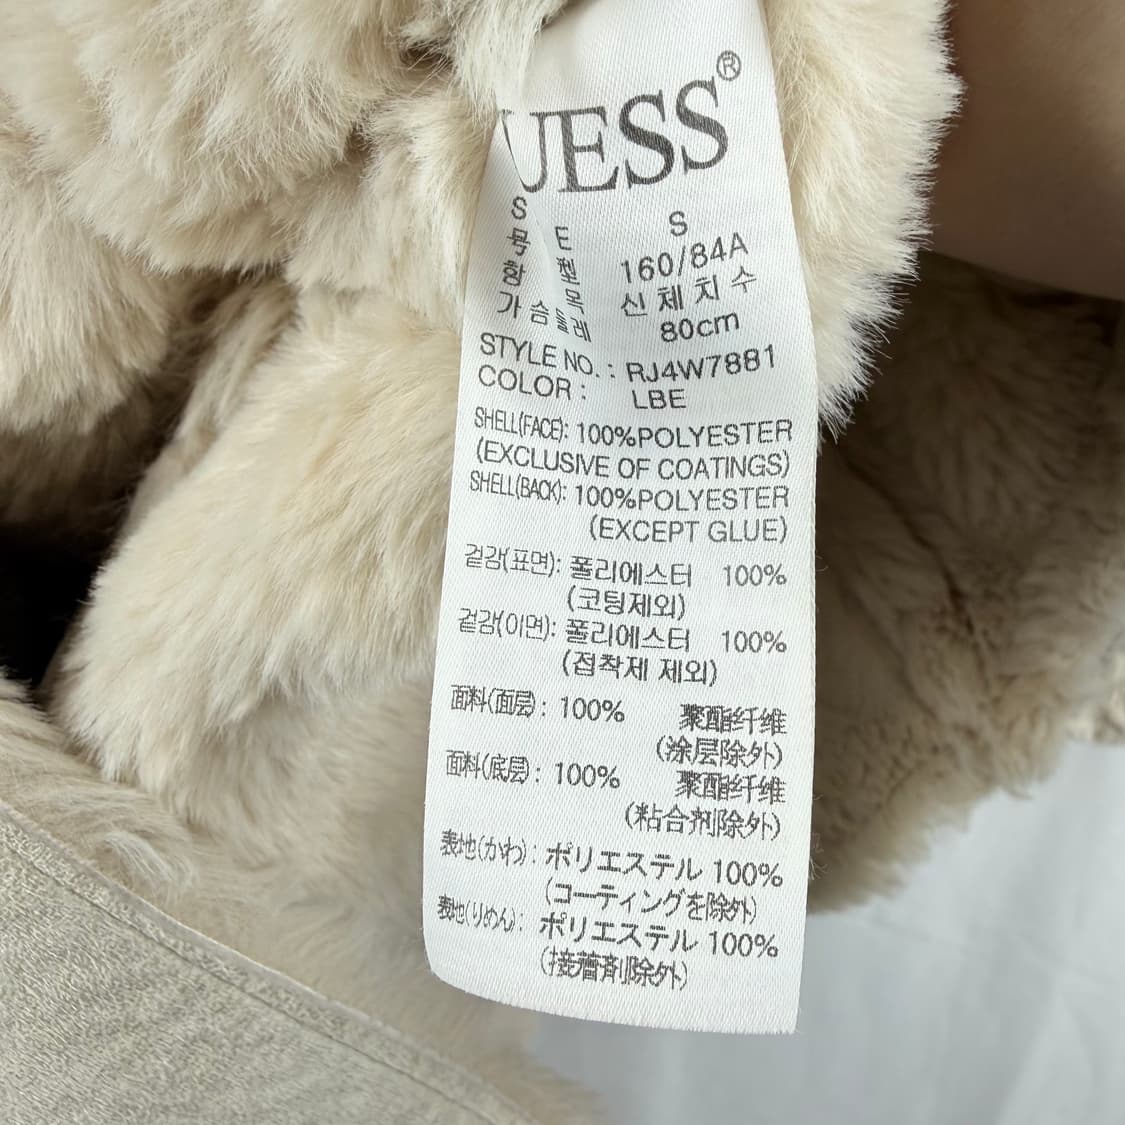 UESS®
S E S
号 型 160/84A
항 목 신 체 치 수
가 슴 둘 레 80cm
STYLE NO. : RJ4W7881
COLOR : LBE
SHELL(FACE): 100%POLYESTER
(EXCLUSIVE OF COATINGS)
SHELL(BACK): 100%POLYESTER
(EXCEPT GLUE)
겉감(표면): 폴리에스터 100%
(코팅제외)
겉감(이면): 폴리에스터 100%
(접착제 제외)
面料(面层): 100% 聚酯纤维
(涂层除外)
面料(底层): 100% 聚酯纤维
(粘合剂除外)
表地(かわ): ポリエステル 100%
(コーティングを除外)
表地(りめん): ポリエステル 100%
(接着剤除外)